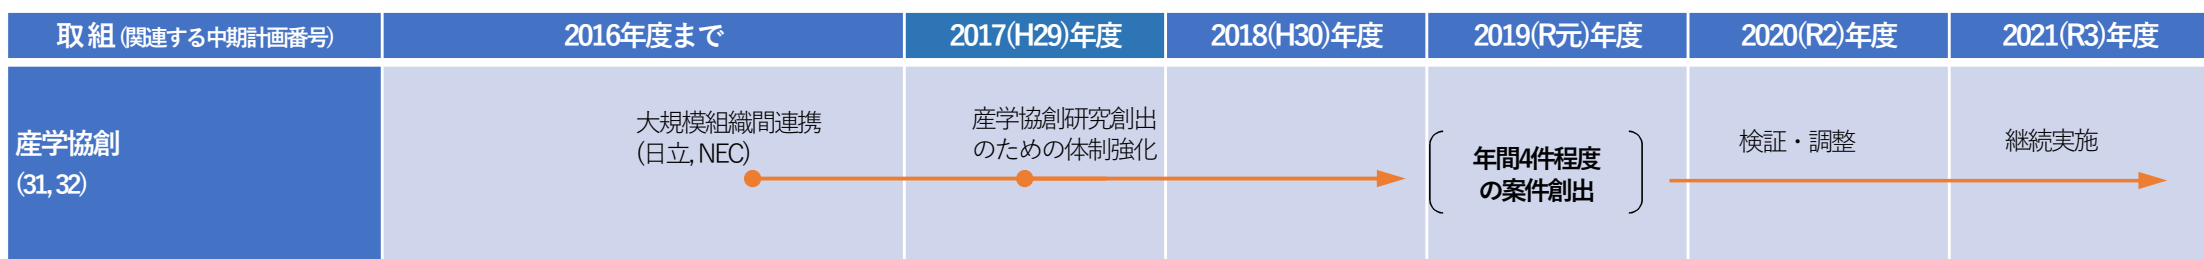 取組(関連する中期計画番号)
2016年度まで
2017(H29)年度
2018(H30)年度
2019(R元)年度
2020(R2)年度
2021(R3)年度
産学協創
(31, 32)
大規模組織間連携
(日立, NEC)
産学協創研究創出
のための体制強化
年間4件程度
の案件創出
検証・調整
継続実施